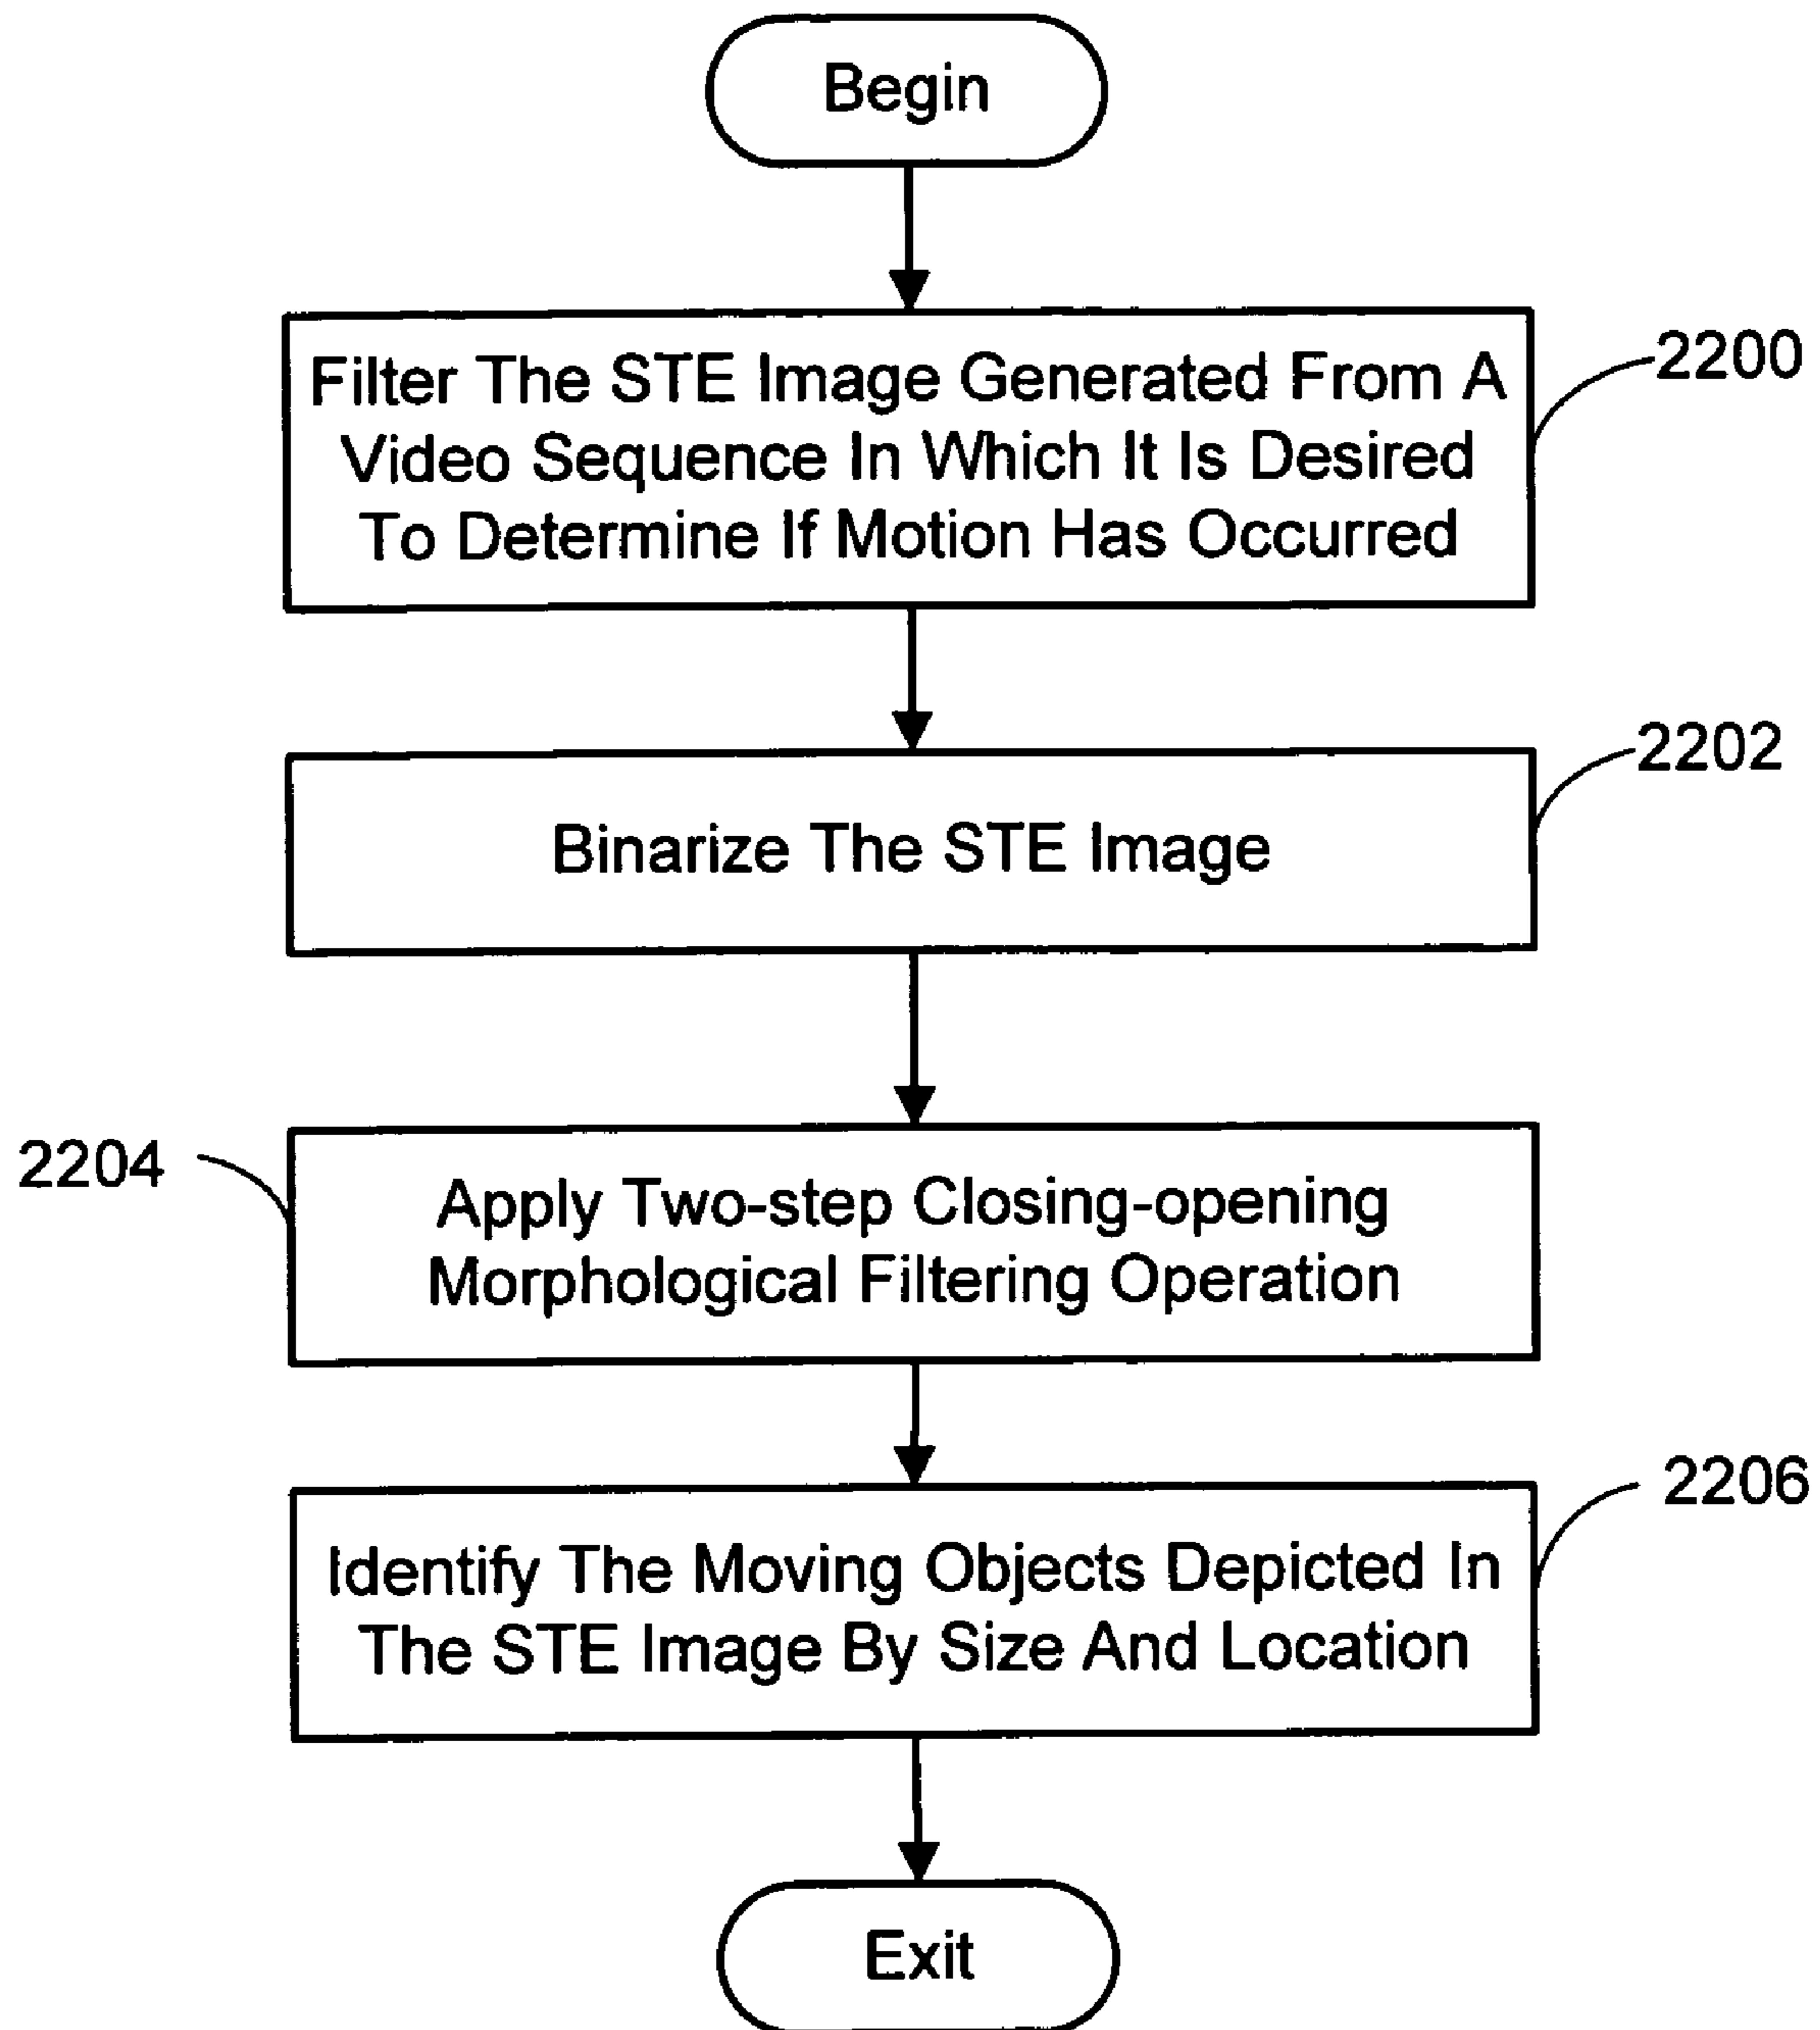 Begin
Filter The STE Image Generated From A
Video Sequence In Which It Is Desired
To Determine If Motion Has Occurred
2200
Binarize The STE Image
2202
Apply Two-step Closing-opening
Morphological Filtering Operation
2204
Identify The Moving Objects Depicted In
The STE Image By Size And Location
2206
Exit